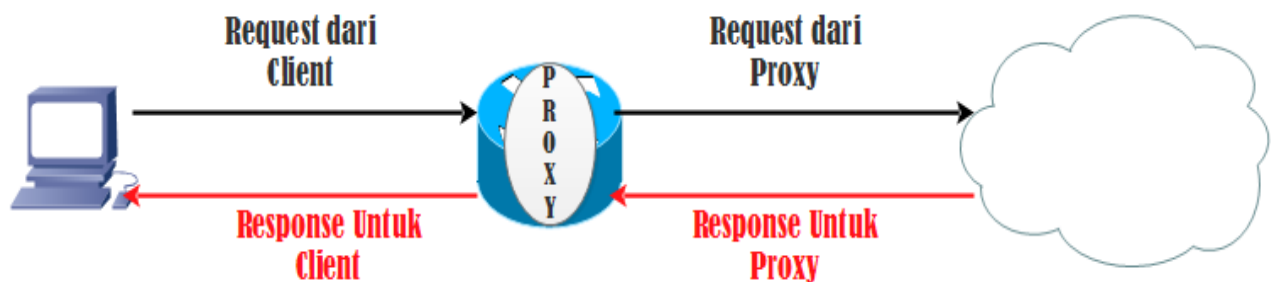 Request dari
Client
Request dari
Proxy
P
R
O
X
Y
Response Untuk
Client
Response Untuk
Proxy